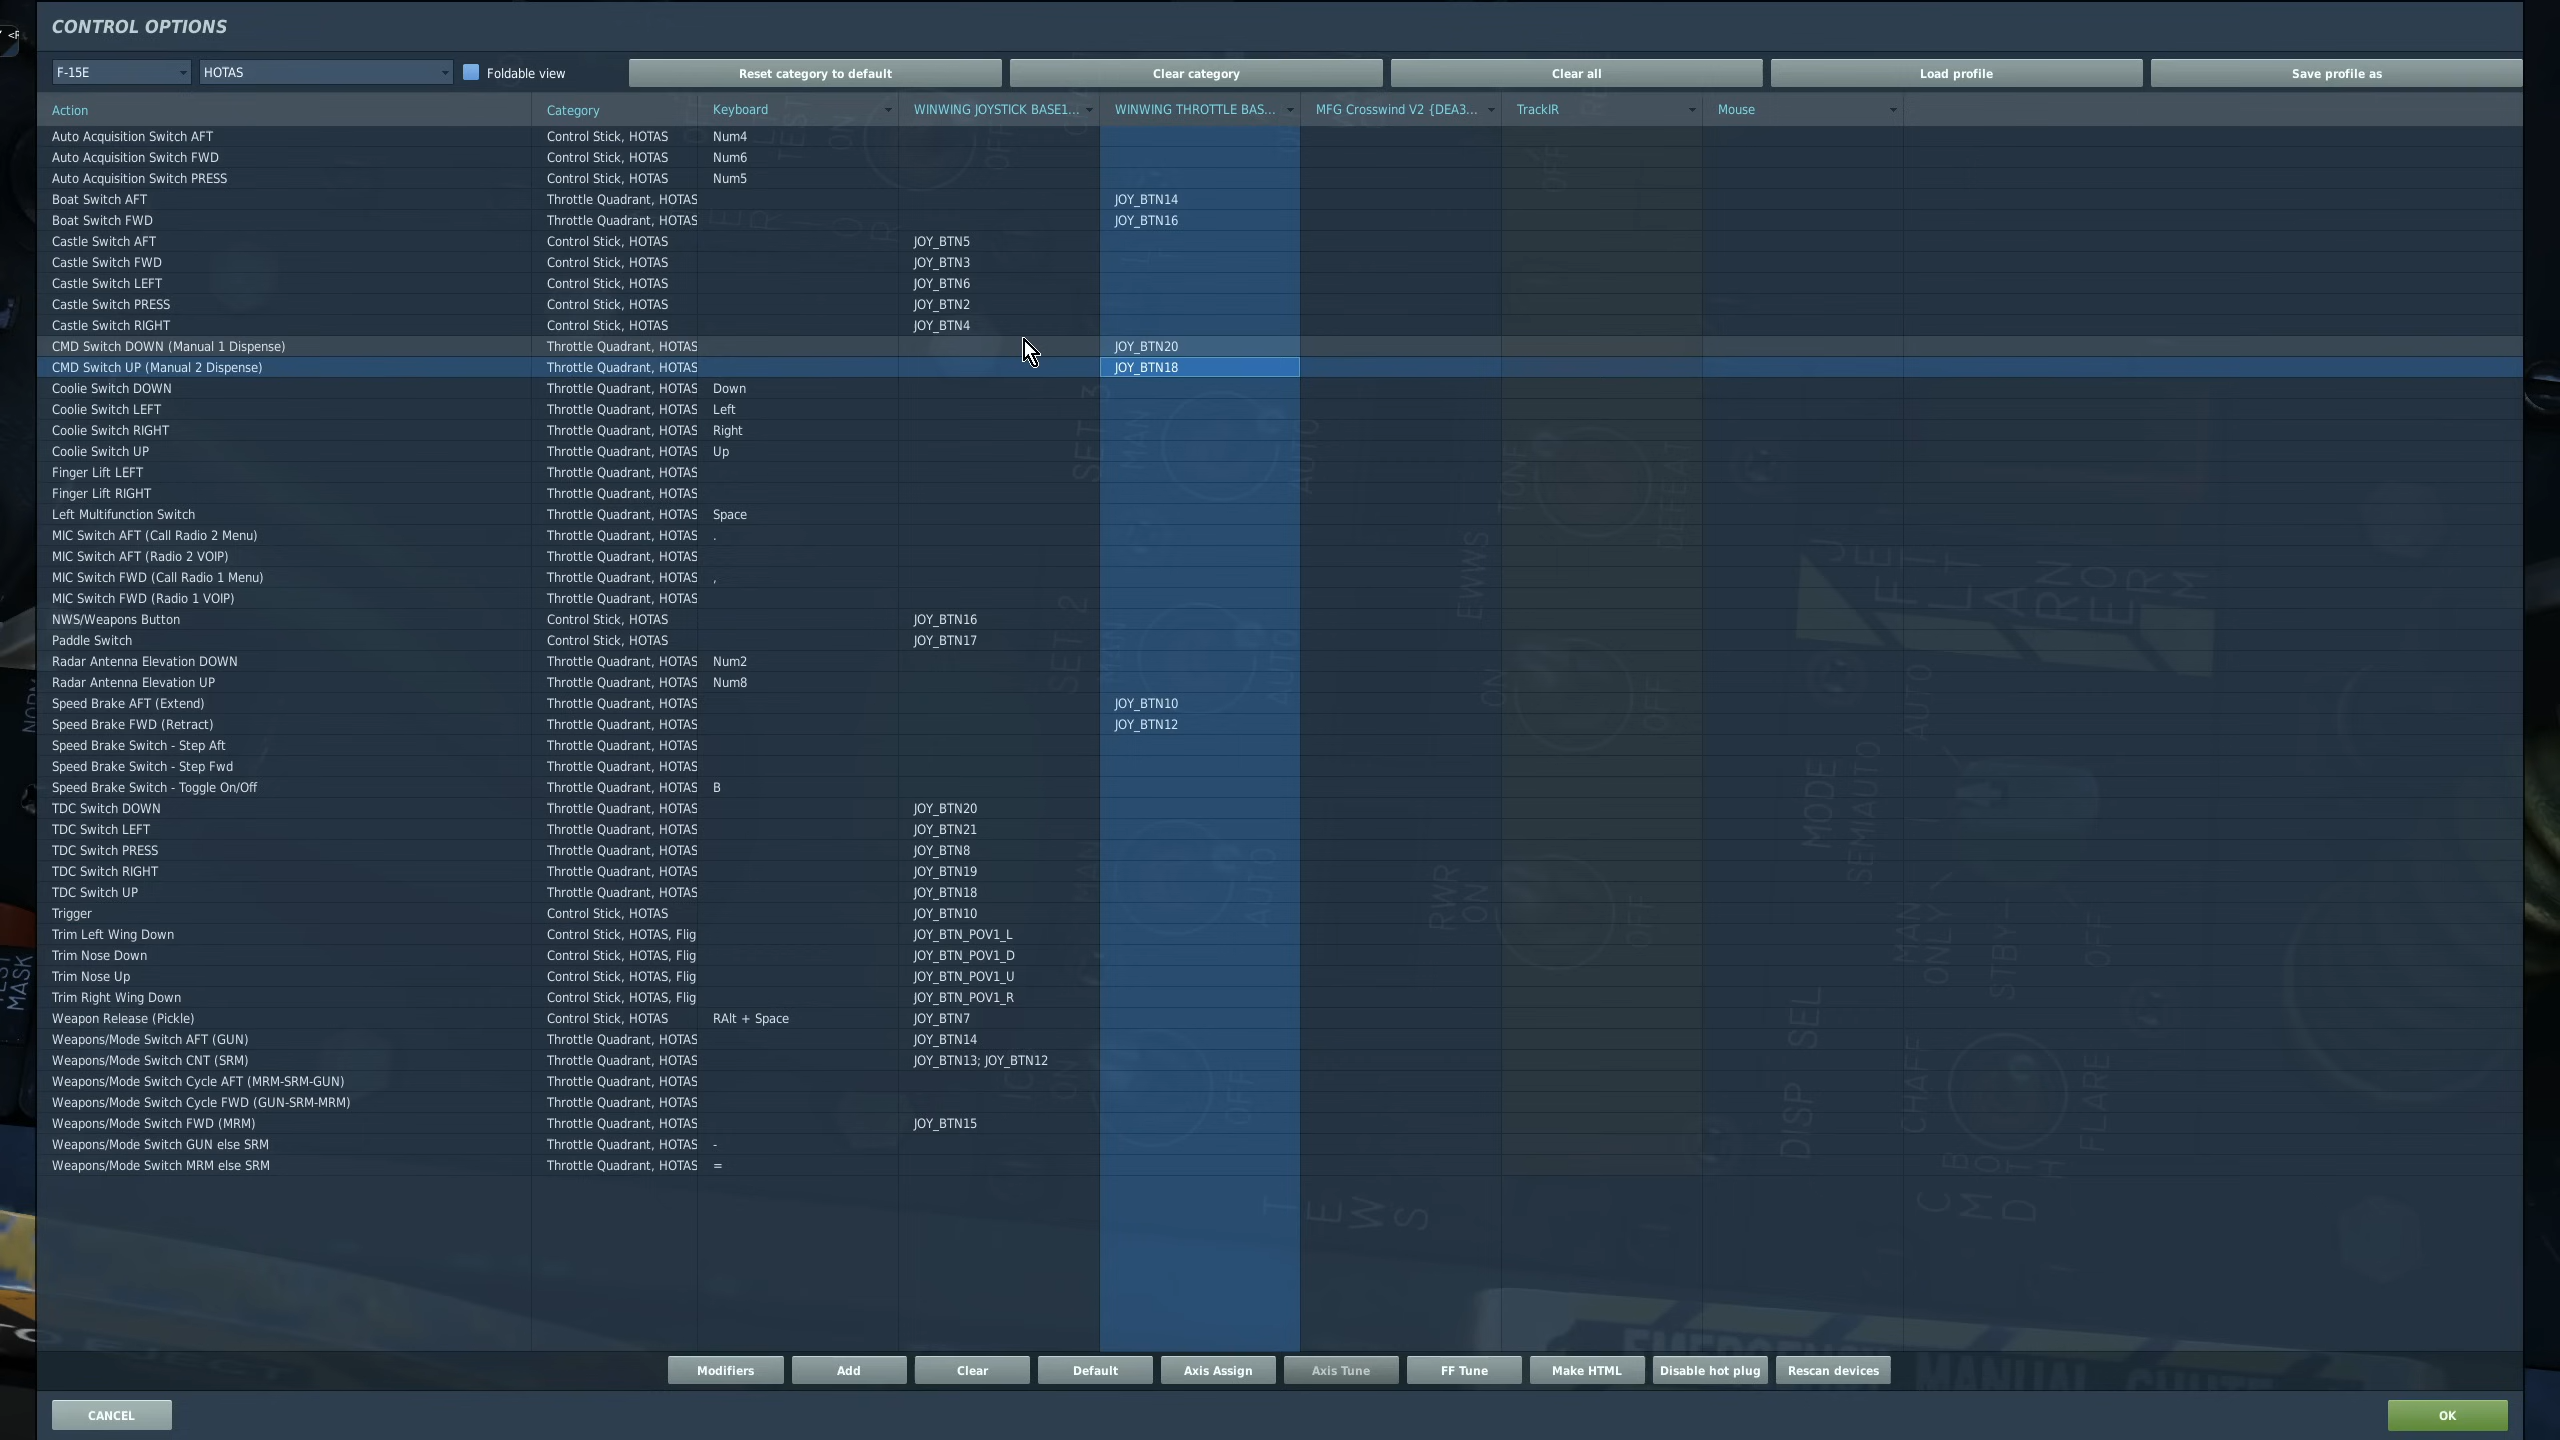 CONTROL OPTIONS
F-15E HOTAS Foldable view Reset category to default Clear category Clear all Load profile Save profile as
Action Category Keyboard WINWING JOYSTICK BASE1... WINWING THROTTLE BAS... MFG Crosswind V2 {DEA3... TrackIR Mouse
Auto Acquisition Switch AFT Control Stick, HOTAS Num4
Auto Acquisition Switch FWD Control Stick, HOTAS Num6
Auto Acquisition Switch PRESS Control Stick, HOTAS Num5
Boat Switch AFT Throttle Quadrant, HOTAS JOY_BTN14
Boat Switch FWD Throttle Quadrant, HOTAS JOY_BTN16
Castle Switch AFT Control Stick, HOTAS JOY_BTN5
Castle Switch FWD Control Stick, HOTAS JOY_BTN3
Castle Switch LEFT Control Stick, HOTAS JOY_BTN6
Castle Switch PRESS Control Stick, HOTAS JOY_BTN2
Castle Switch RIGHT Control Stick, HOTAS JOY_BTN4
CMD Switch DOWN (Manual 1 Dispense) Throttle Quadrant, HOTAS JOY_BTN20
CMD Switch UP (Manual 2 Dispense) Throttle Quadrant, HOTAS JOY_BTN18
Coolie Switch DOWN Throttle Quadrant, HOTAS Down
Coolie Switch LEFT Throttle Quadrant, HOTAS Left
Coolie Switch RIGHT Throttle Quadrant, HOTAS Right
Coolie Switch UP Throttle Quadrant, HOTAS Up
Finger Lift LEFT Throttle Quadrant, HOTAS
Finger Lift RIGHT Throttle Quadrant, HOTAS
Left Multifunction Switch Throttle Quadrant, HOTAS Space
MIC Switch AFT (Call Radio 2 Menu) Throttle Quadrant, HOTAS .
MIC Switch AFT (Radio 2 VOIP) Throttle Quadrant, HOTAS
MIC Switch FWD (Call Radio 1 Menu) Throttle Quadrant, HOTAS ,
MIC Switch FWD (Radio 1 VOIP) Throttle Quadrant, HOTAS
NWS/Weapons Button Control Stick, HOTAS JOY_BTN16
Paddle Switch Control Stick, HOTAS JOY_BTN17
Radar Antenna Elevation DOWN Throttle Quadrant, HOTAS Num2
Radar Antenna Elevation UP Throttle Quadrant, HOTAS Num8
Speed Brake AFT (Extend) Throttle Quadrant, HOTAS JOY_BTN10
Speed Brake FWD (Retract) Throttle Quadrant, HOTAS JOY_BTN12
Speed Brake Switch - Step Aft Throttle Quadrant, HOTAS
Speed Brake Switch - Step Fwd Throttle Quadrant, HOTAS
Speed Brake Switch - Toggle On/Off Throttle Quadrant, HOTAS B
TDC Switch DOWN Throttle Quadrant, HOTAS JOY_BTN20
TDC Switch LEFT Throttle Quadrant, HOTAS JOY_BTN21
TDC Switch PRESS Throttle Quadrant, HOTAS JOY_BTN8
TDC Switch RIGHT Throttle Quadrant, HOTAS JOY_BTN19
TDC Switch UP Throttle Quadrant, HOTAS JOY_BTN18
Trigger Control Stick, HOTAS JOY_BTN10
Trim Left Wing Down Control Stick, HOTAS, Flig JOY_BTN_POV1_L
Trim Nose Down Control Stick, HOTAS, Flig JOY_BTN_POV1_D
Trim Nose Up Control Stick, HOTAS, Flig JOY_BTN_POV1_U
Trim Right Wing Down Control Stick, HOTAS, Flig JOY_BTN_POV1_R
Weapon Release (Pickle) Control Stick, HOTAS RAlt + Space JOY_BTN7
Weapons/Mode Switch AFT (GUN) Throttle Quadrant, HOTAS JOY_BTN14
Weapons/Mode Switch CNT (SRM) Throttle Quadrant, HOTAS JOY_BTN13; JOY_BTN12
Weapons/Mode Switch Cycle AFT (MRM-SRM-GUN) Throttle Quadrant, HOTAS
Weapons/Mode Switch Cycle FWD (GUN-SRM-MRM) Throttle Quadrant, HOTAS
Weapons/Mode Switch FWD (MRM) Throttle Quadrant, HOTAS JOY_BTN15
Weapons/Mode Switch GUN else SRM Throttle Quadrant, HOTAS -
Weapons/Mode Switch MRM else SRM Throttle Quadrant, HOTAS =
Modifiers Add Clear Default Axis Assign Axis Tune FF Tune Make HTML Disable hot plug Rescan devices
CANCEL OK